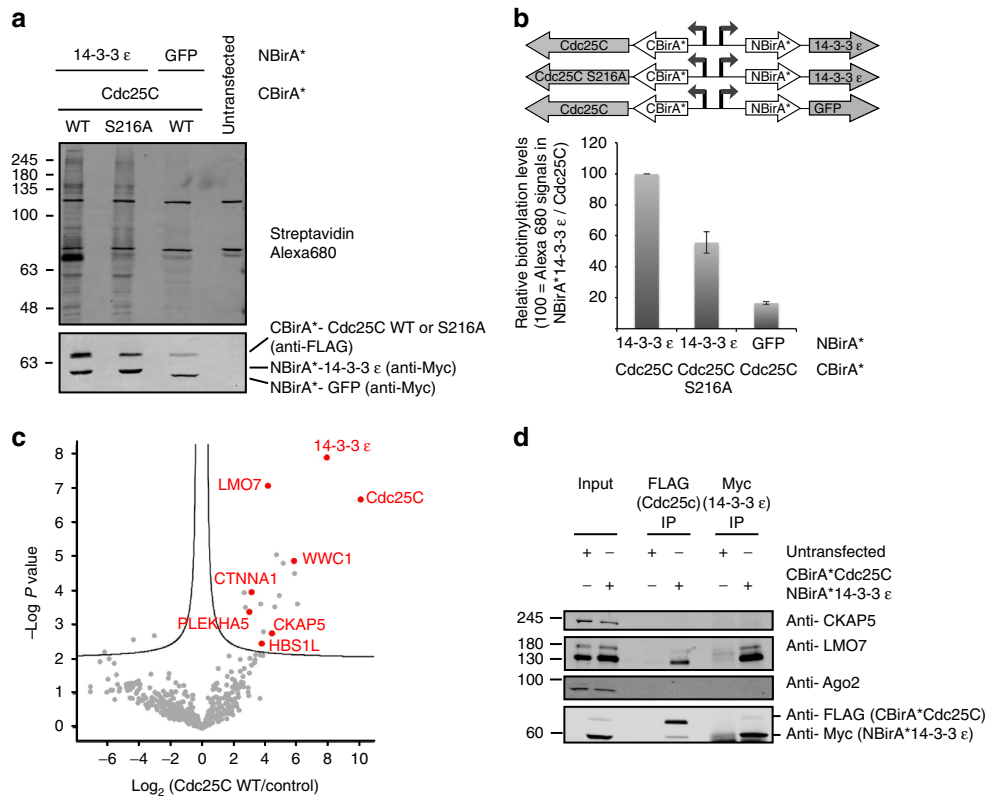 a
14-3-3 ε GFP NBirA*
Cdc25C CBirA*
WT S216A WT Untransfected
245
180
135
100
63
48
Streptavidin
Alexa680
63
CBirA*- Cdc25C WT or S216A
(anti-FLAG)
NBirA*-14-3-3 ε (anti-Myc)
NBirA*- GFP (anti-Myc)
b
Cdc25C CBirA* NBirA* 14-3-3 ε
Cdc25C S216A CBirA* NBirA* 14-3-3 ε
Cdc25C CBirA* NBirA* GFP
Relative biotinylation levels
(100 = Alexa 680 signals in
NBirA*14-3-3 ε / Cdc25C)
120
100
80
60
40
20
14-3-3 ε 14-3-3 ε GFP NBirA*
Cdc25C Cdc25C Cdc25C CBirA*
S216A
c
–Log P value
8
7
6
5
4
3
2
1
0
14-3-3 ε
LMO7
Cdc25C
WWC1
CTNNA1
PLEKHA5
CKAP5
HBS1L
–6 –4 –2 0 2 4 6 8 10
Log2 (Cdc25C WT/control)
d
Input FLAG Myc
(Cdc25c) (14-3-3 ε)
IP IP
+ – + – + – Untransfected
– + – + – + CBirA*Cdc25C
NBirA*14-3-3 ε
245 Anti- CKAP5
180 Anti- LMO7
130
100 Anti- Ago2
Anti- FLAG (CBirA*Cdc25C)
60 Anti- Myc (NBirA*14-3-3 ε)